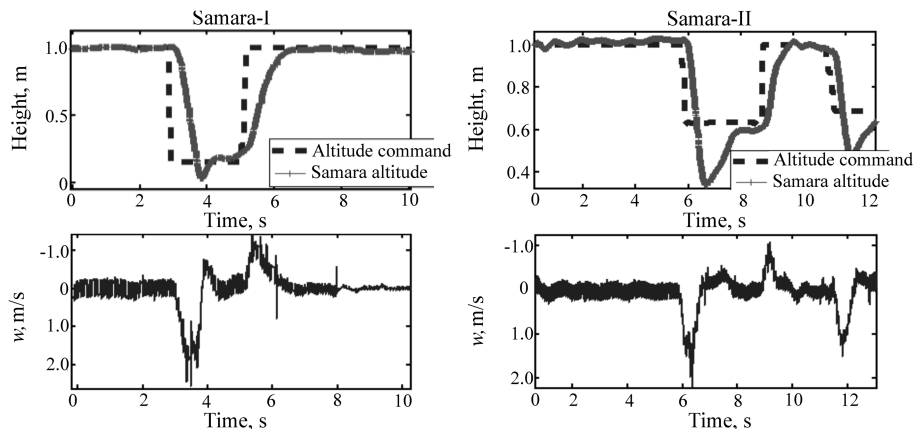 Samara-I
Height, m
1.0
0.5
0
0 2 4 6 8 10
Time, s
Altitude command
Samara altitude
Samara-II
Height, m
1.0
0.8
0.6
0.4
0 2 4 6 8 10 12
Time, s
Altitude command
Samara altitude
w, m/s
-1.0
0
1.0
2.0
0 2 4 6 8 10
Time, s
w, m/s
-1.0
0
1.0
2.0
0 2 4 6 8 10 12
Time, s